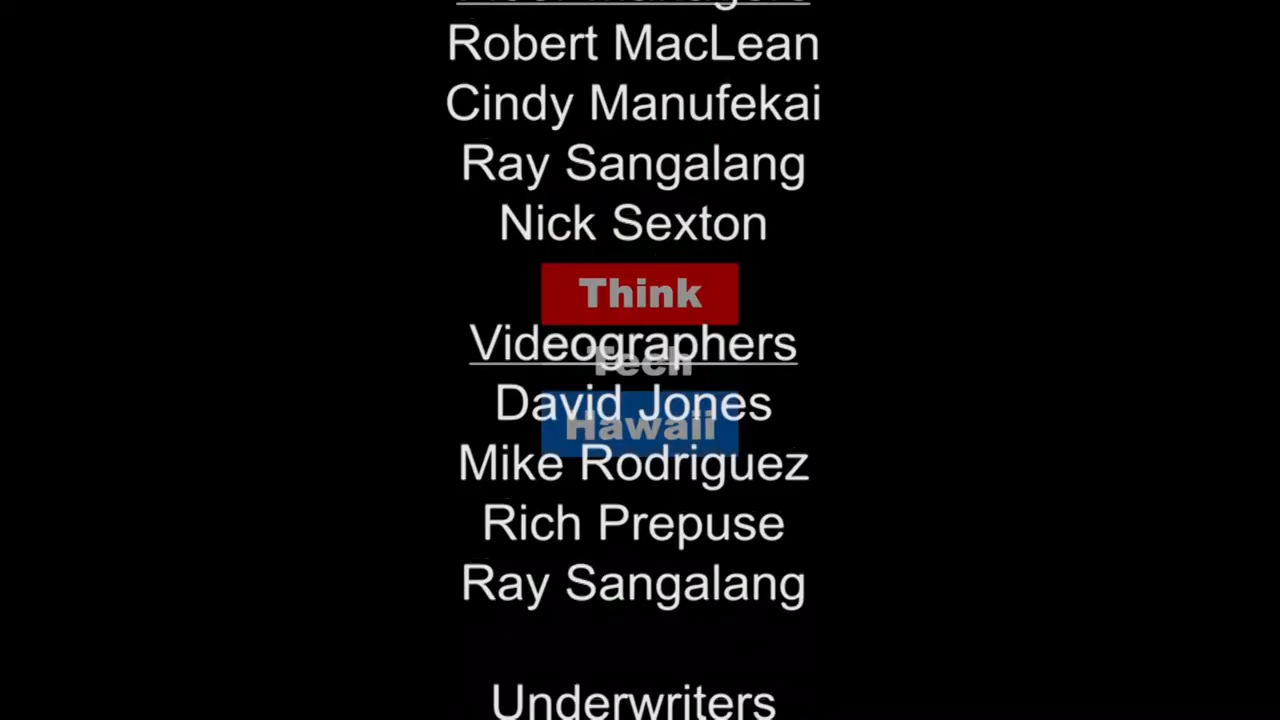 Robert MacLean
Cindy Manufekai
Ray Sangalang
Nick Sexton
Think
Videographers
Tech
David Jones
Hawaii
Mike Rodriguez
Rich Prepuse
Ray Sangalang
Underwriters